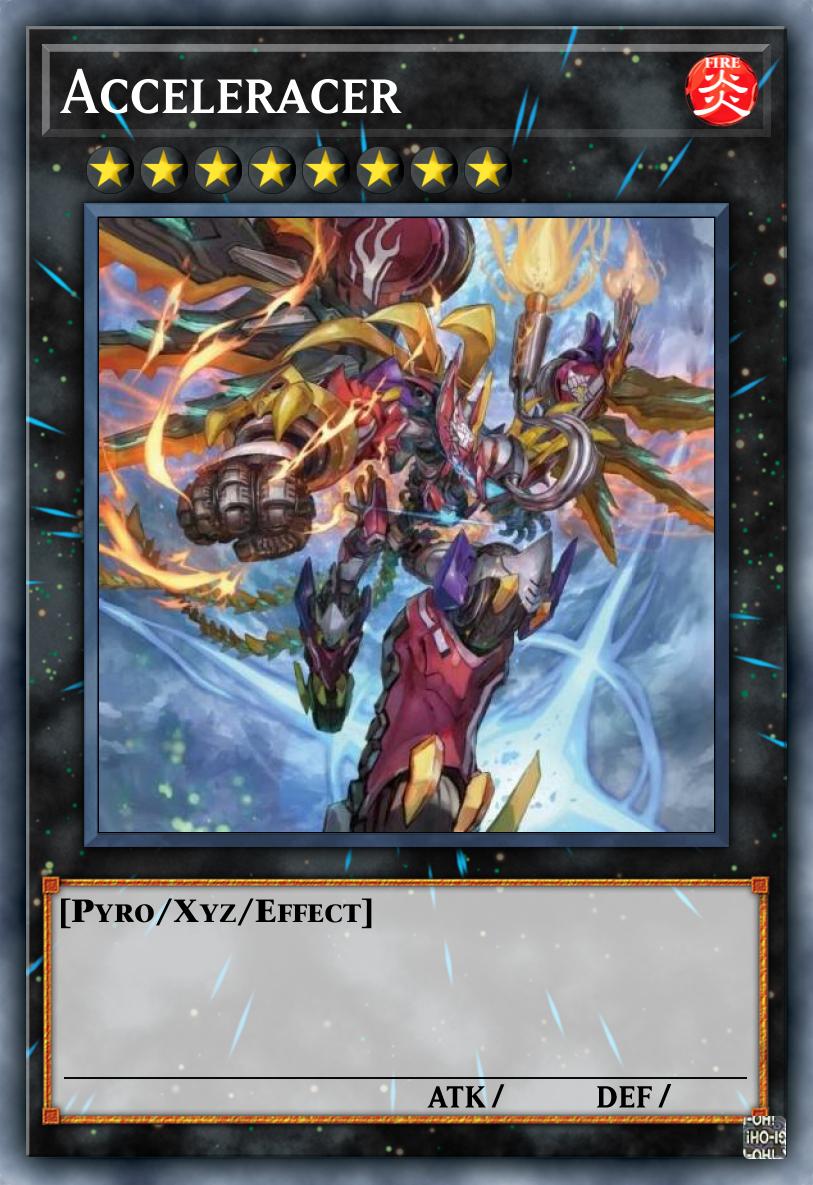 Acceleracer
FIRE
炎
[Pyro/Xyz/Effect]
ATK/ DEF/